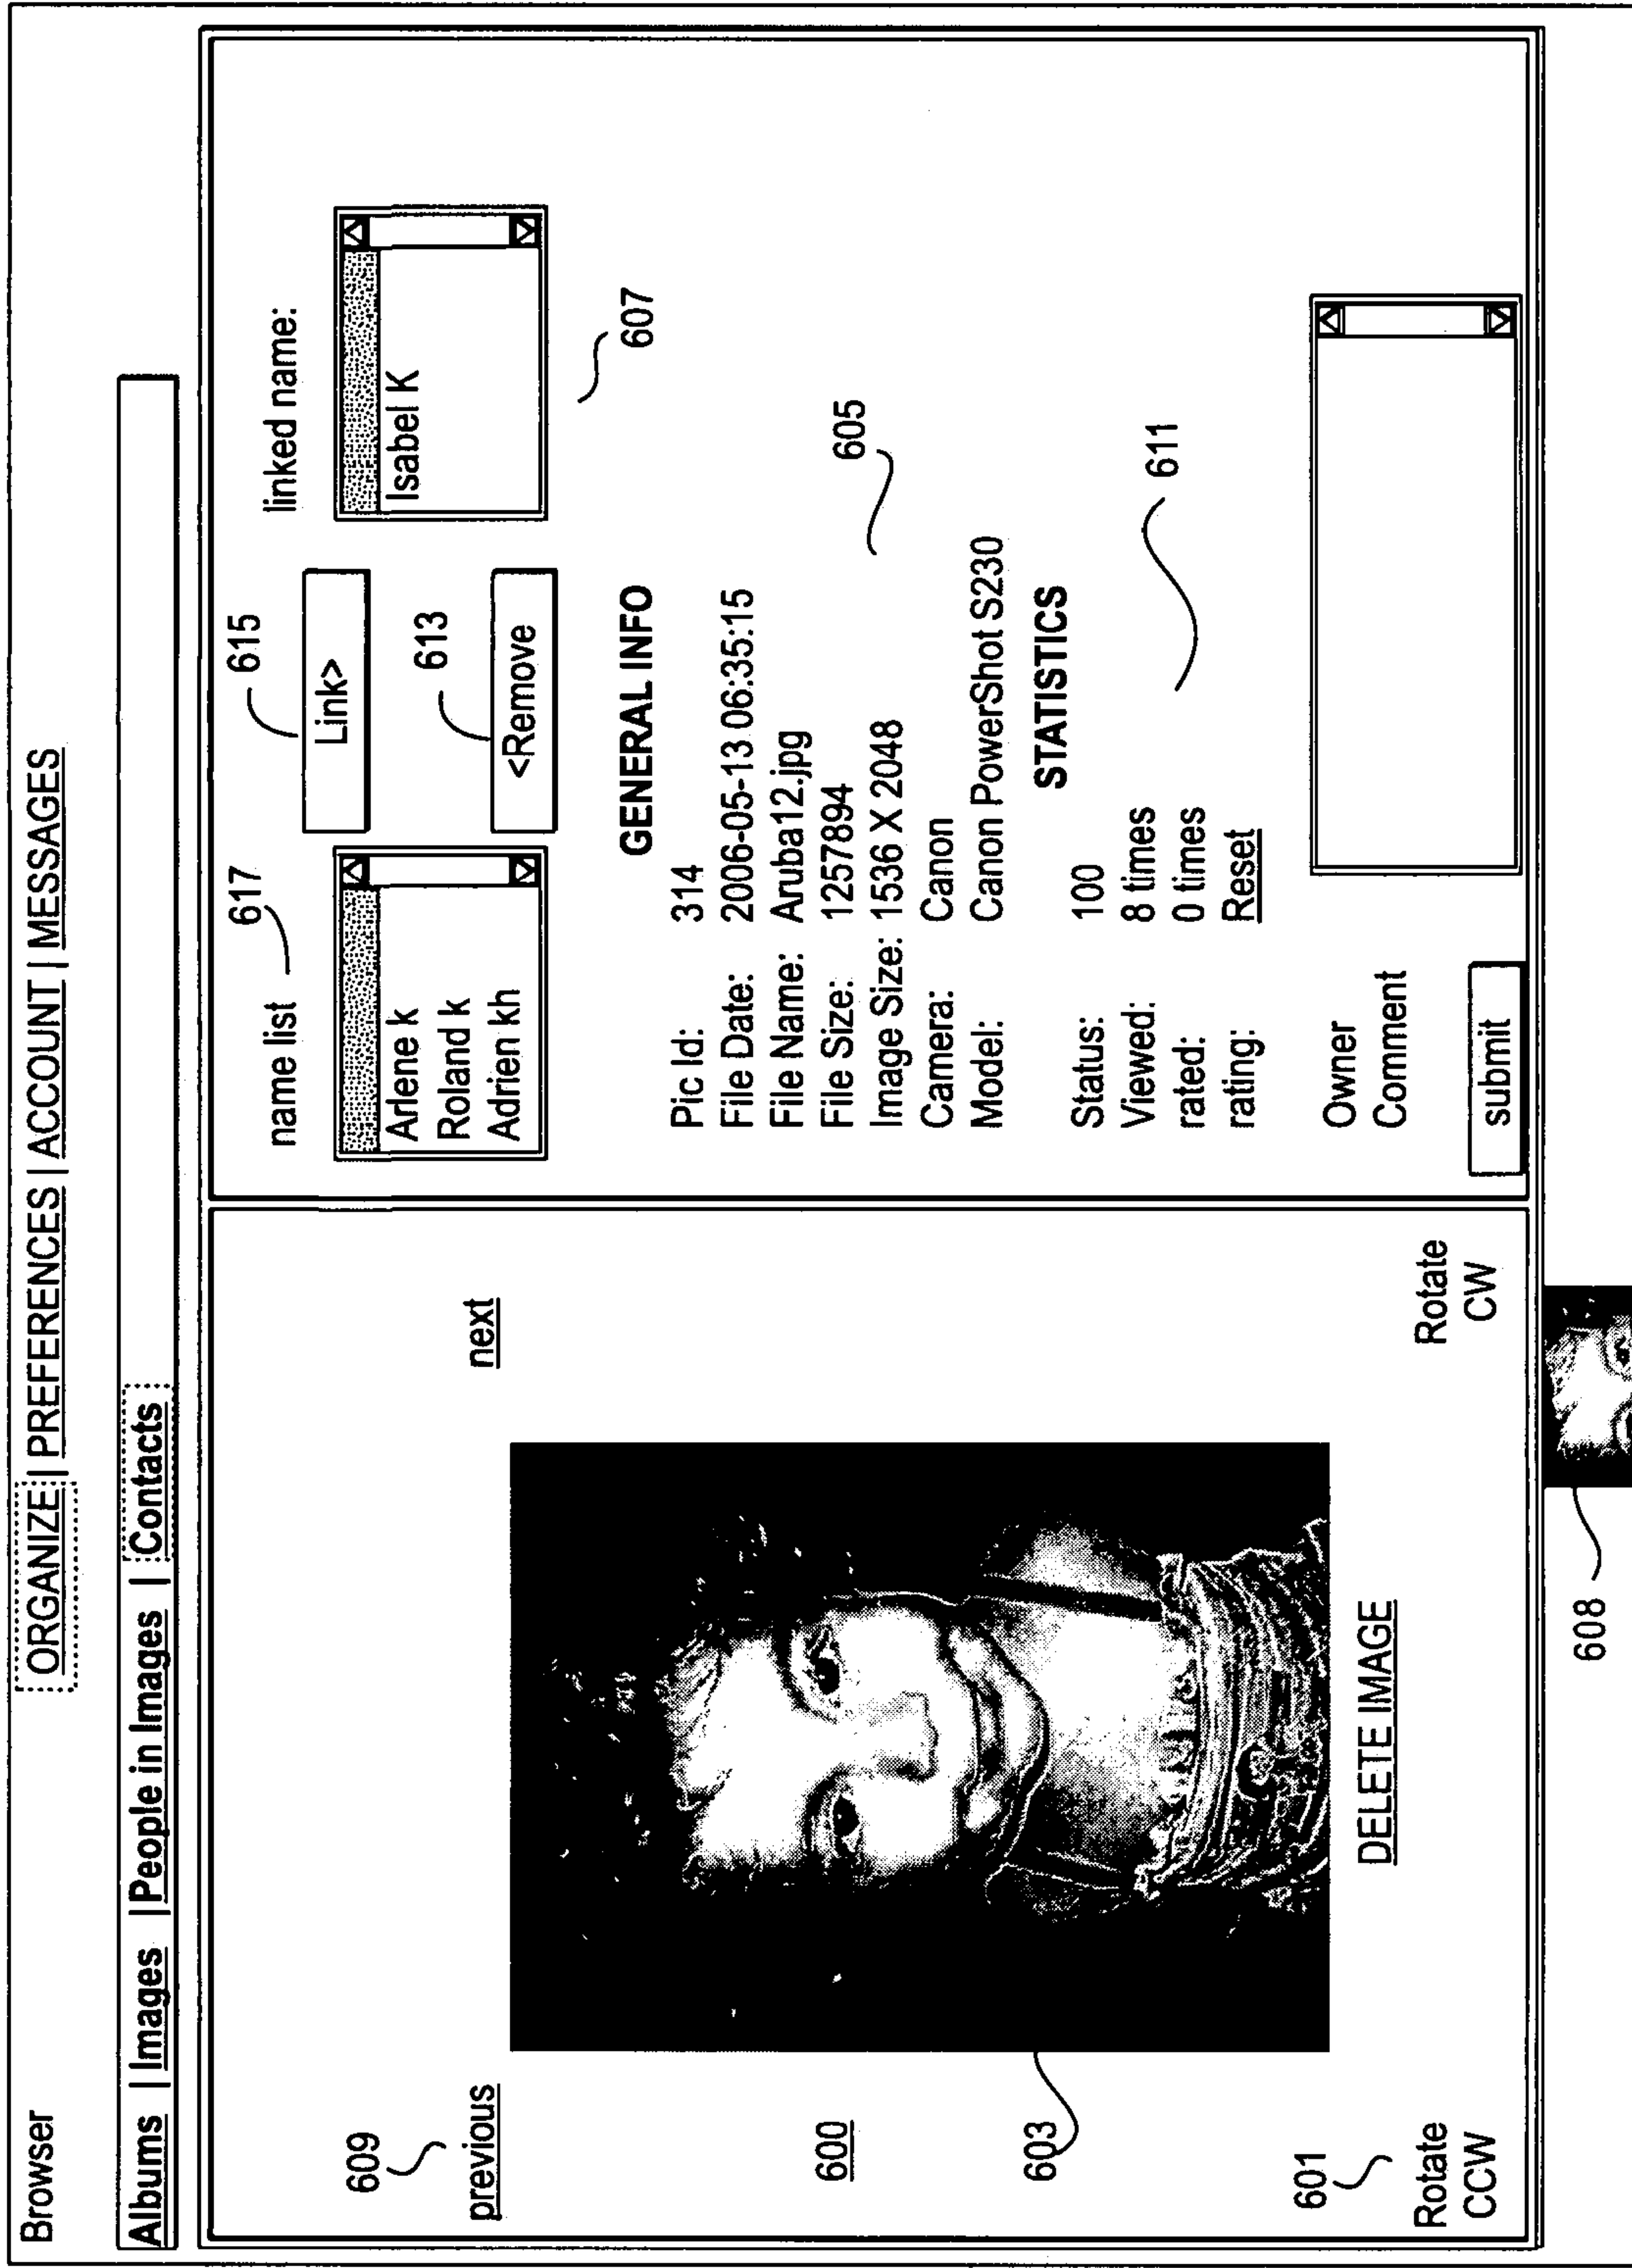 Browser
ORGANIZE | PREFERENCES | ACCOUNT | MESSAGES
Albums | Images | People in Images | Contacts
609
previous
next
600
603
601
Rotate
CCW
DELETE IMAGE
Rotate
CW
608
name list
617
615
Link>
linked name:
Arlene k
Roland k
Adrien kh
613
<Remove
Isabel K
607
GENERAL INFO
Pic Id: 314
File Date: 2006-05-13 06:35:15
File Name: Aruba12.jpg
File Size: 1257894
Image Size: 1536 X 2048
Camera: Canon
Model: Canon PowerShot S230
605
STATISTICS
Status: 100
Viewed: 8 times
rated: 0 times
rating: Reset
611
Owner
Comment
submit